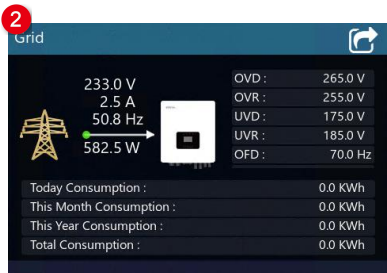 2
Grid
233.0 V
2.5 A
50.8 Hz
582.5 W
OVD : 265.0 V
OVR : 255.0 V
UVD : 175.0 V
UVR : 185.0 V
OFD : 70.0 Hz
Today Consumption : 0.0 KWh
This Month Consumption : 0.0 KWh
This Year Consumption : 0.0 KWh
Total Consumption : 0.0 KWh